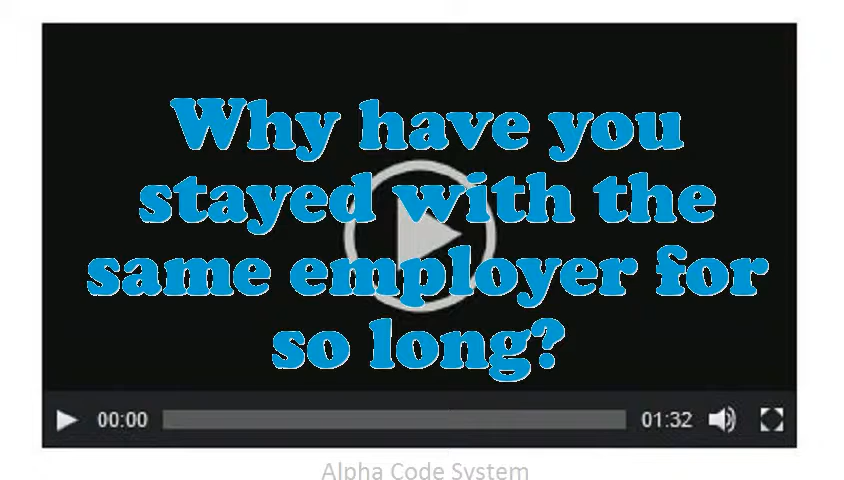 Why have you
stayed with the
same employer for
so long?
00:00 01:32
Alpha Code System